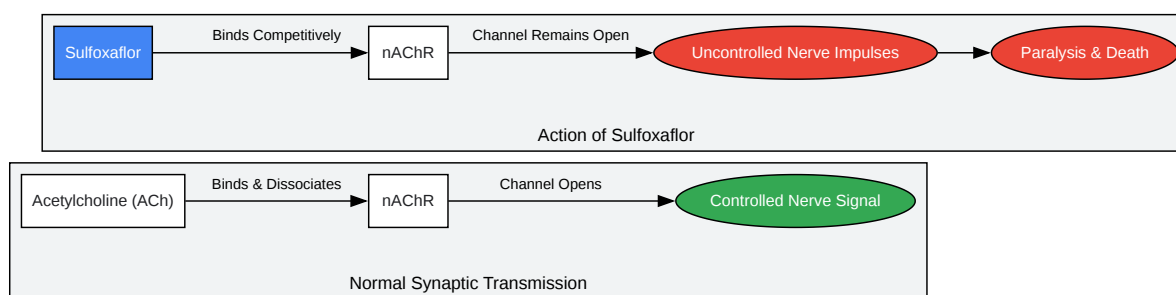 Sulfoxaflor
Binds Competitively
nAChR
Channel Remains Open
Uncontrolled Nerve Impulses
Paralysis & Death
Action of Sulfoxaflor
Acetylcholine (ACh)
Binds & Dissociates
nAChR
Channel Opens
Controlled Nerve Signal
Normal Synaptic Transmission